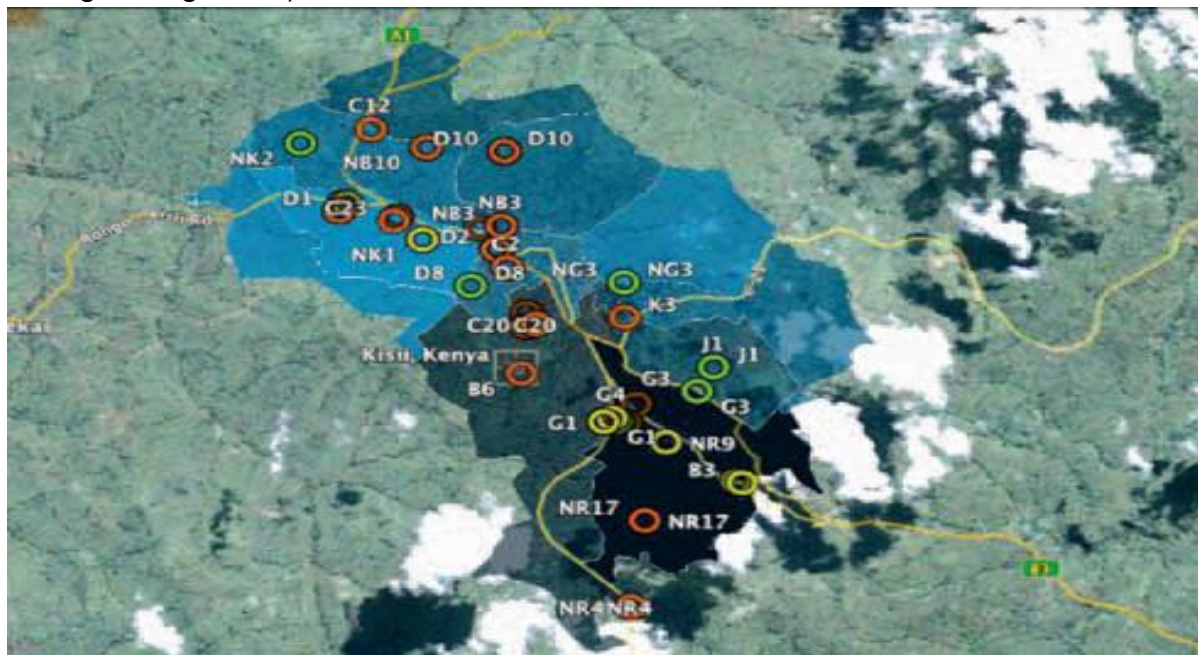 A1
C12
D10
D10
NK2
NB10
D1
C23
NB3
NB3
D2
C2
NK1
D8
D8
NG3
NG3
K3
C20
C20
Kisii, Kenya
B6
J1
J1
G3
G4
G3
G1
G1
NR9
B3
NR17
NR17
B3
NR4
NR4